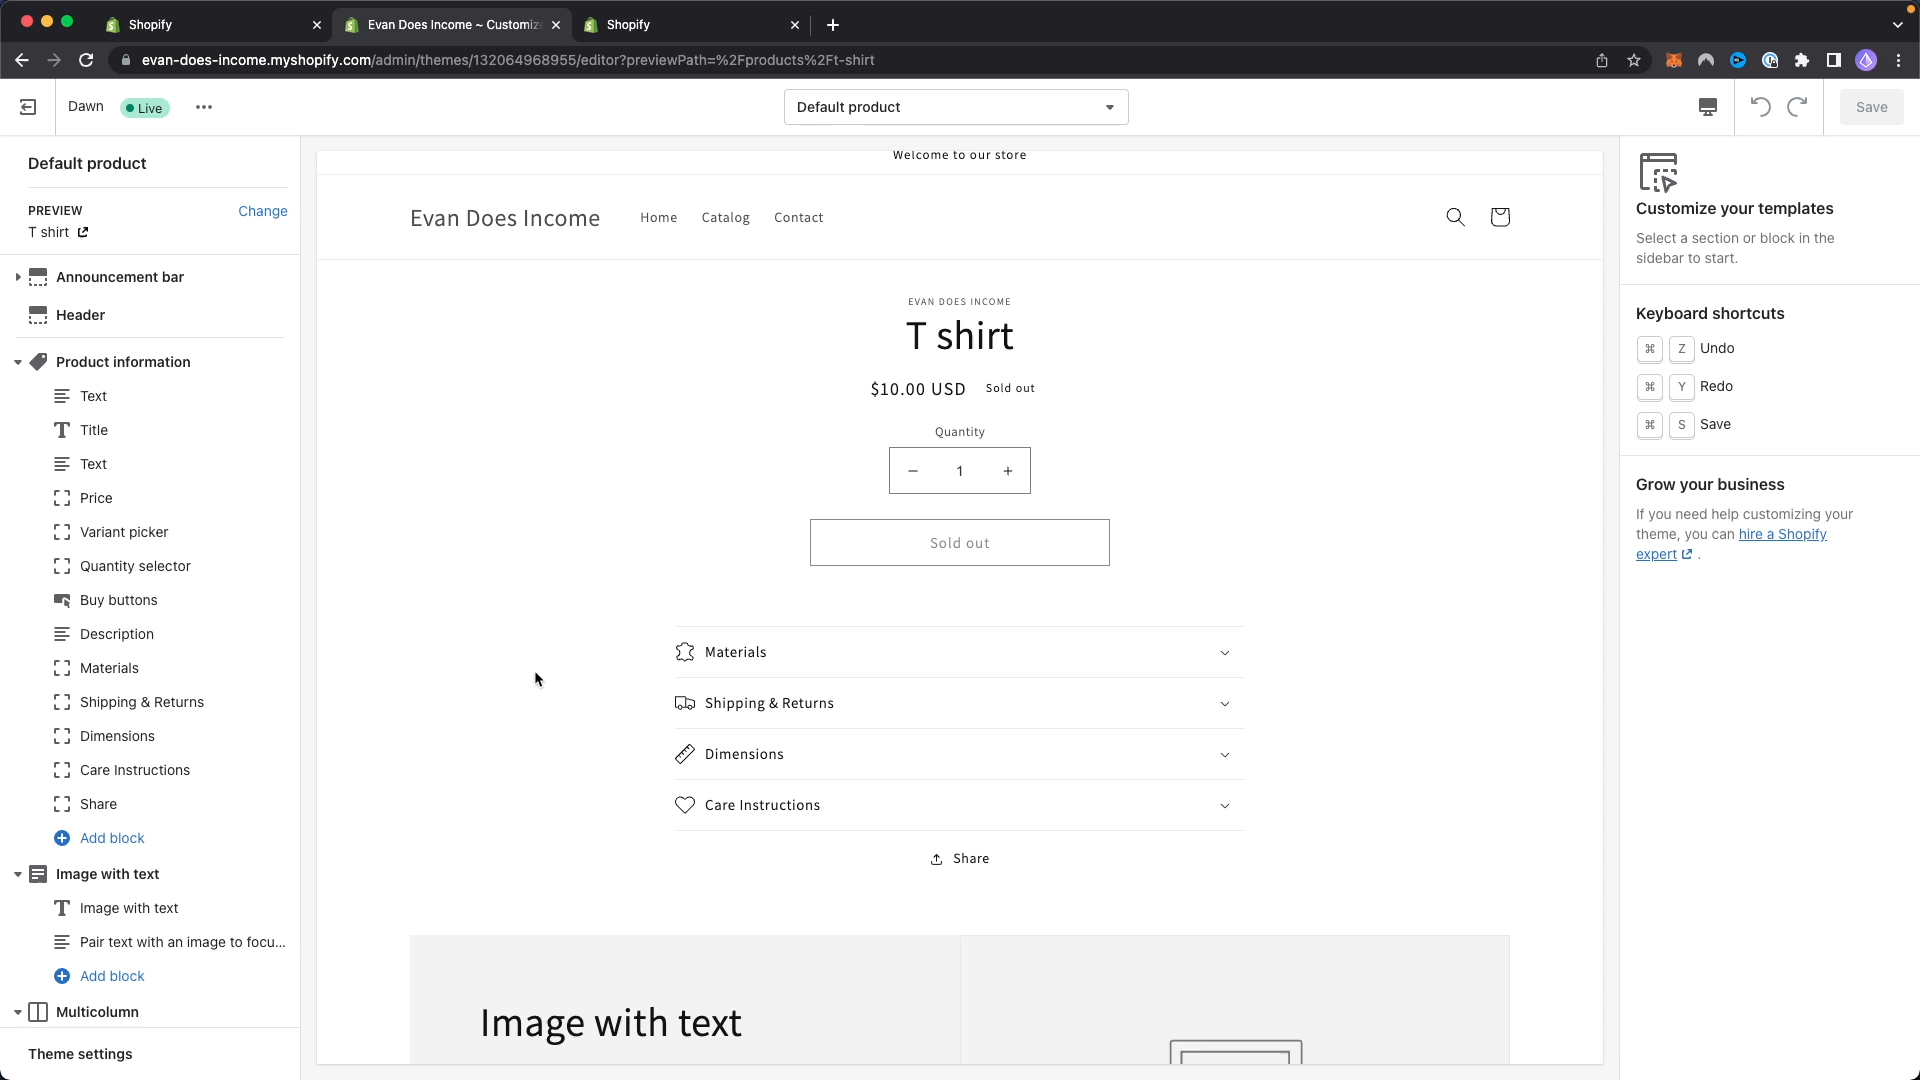 Shopify
Evan Does Income ~ Customiz
Shopify
evan-does-income.myshopify.com/admin/themes/132064968955/editor?previewPath=%2Fproducts%2Ft-shirt
Dawn
Live
Default product
Save
Default product
PREVIEW
Change
T shirt
Announcement bar
Header
Product information
Text
Title
Text
Price
Variant picker
Quantity selector
Buy buttons
Description
Materials
Shipping & Returns
Dimensions
Care Instructions
Share
Add block
Image with text
Image with text
Pair text with an image to focu...
Add block
Multicolumn
Theme settings
Welcome to our store
Evan Does Income
Home
Catalog
Contact
EVAN DOES INCOME
T shirt
$10.00 USD
Sold out
Quantity
− 1 +
Sold out
Materials
Shipping & Returns
Dimensions
Care Instructions
Share
Image with text
Customize your templates
Select a section or block in the
sidebar to start.
Keyboard shortcuts
⌘ Z Undo
⌘ Y Redo
⌘ S Save
Grow your business
If you need help customizing your
theme, you can hire a Shopify
expert .